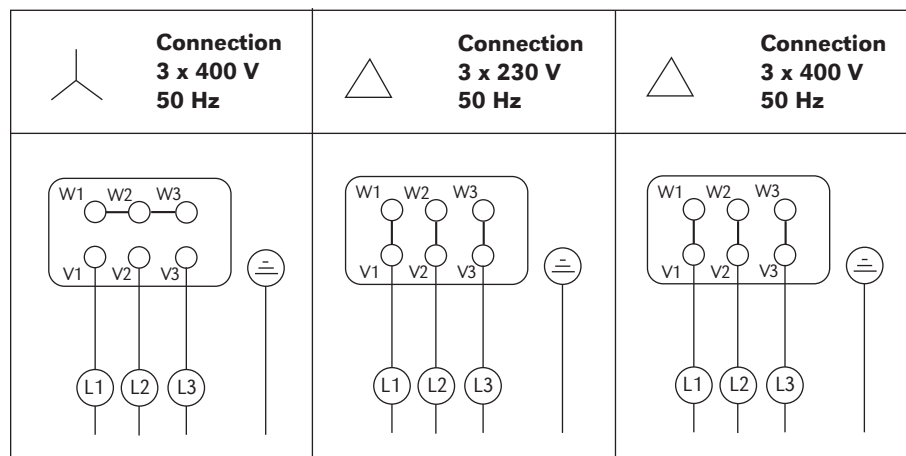 Connection
3 x 400 V
50 Hz
Connection
3 x 230 V
50 Hz
Connection
3 x 400 V
50 Hz
W1 W2 W3
V1 V2 V3
L1 L2 L3
W1 W2 W3
V1 V2 V3
L1 L2 L3
W1 W2 W3
V1 V2 V3
L1 L2 L3